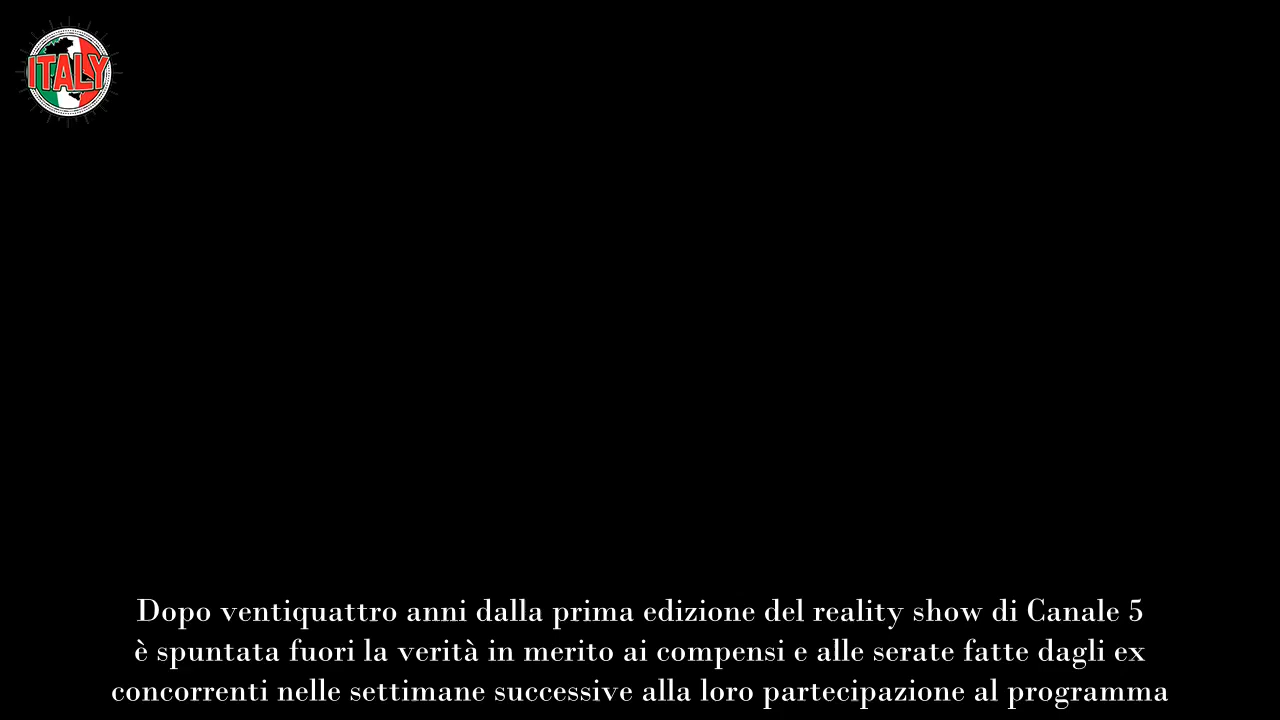 ITALY
Dopo ventiquattro anni dalla prima edizione del reality show di Canale 5
è spuntata fuori la verità in merito ai compensi e alle serate fatte dagli ex
concorrenti nelle settimane successive alla loro partecipazione al programma